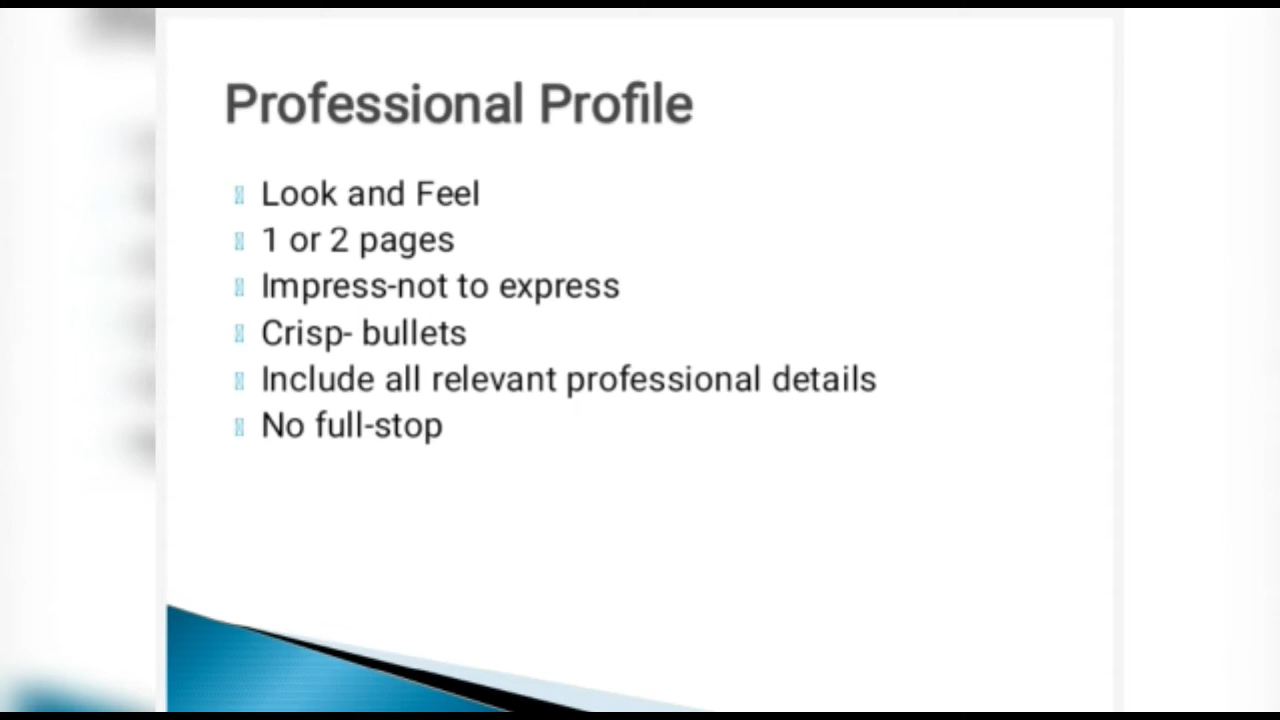 Professional Profile
Look and Feel
1 or 2 pages
Impress-not to express
Crisp- bullets
Include all relevant professional details
No full-stop